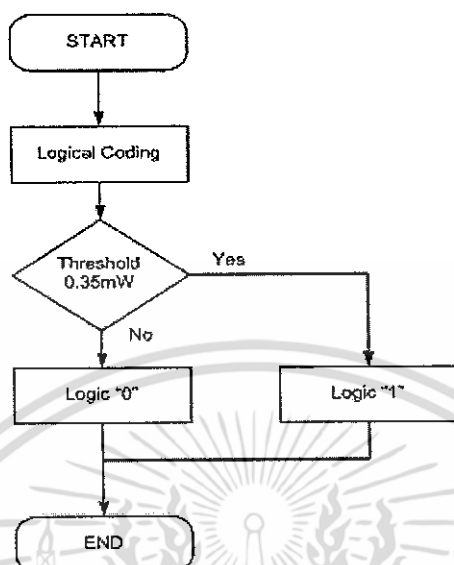 START
Logical Coding
Threshold
0.35mW
Yes
No
Logic "0"
Logic "1"
END